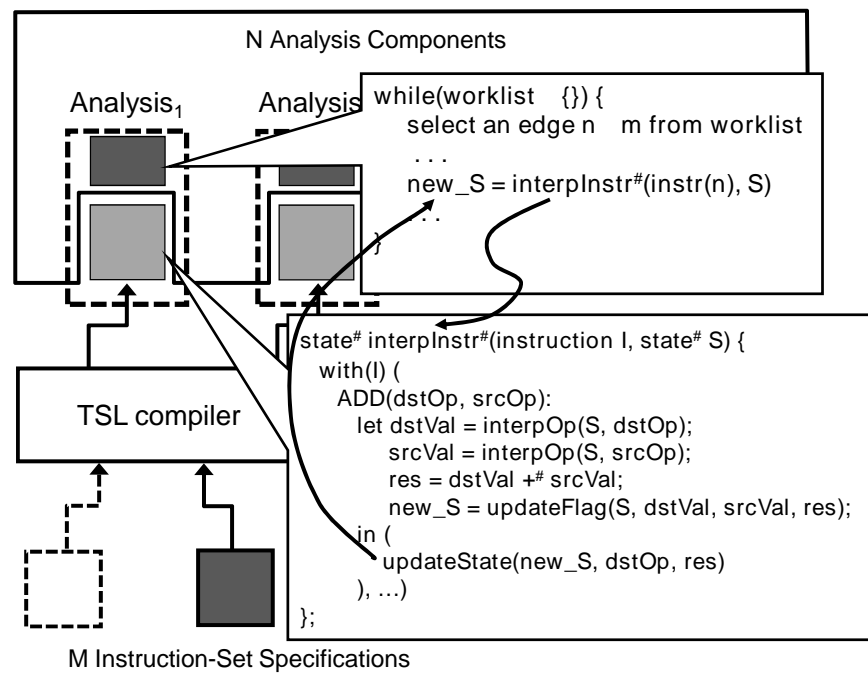 N Analysis Components
Analysis₁
Analysis
while(worklist {}) {
select an edge n m from worklist
. . .
new_S = interpInstr#(instr(n), S)
. . .
}
state# interpInstr#(instruction I, state# S) {
with(I) (
ADD(dstOp, srcOp):
let dstVal = interpOp(S, dstOp);
srcVal = interpOp(S, srcOp);
res = dstVal +# srcVal;
new_S = updateFlag(S, dstVal, srcVal, res);
in (
updateState(new_S, dstOp, res)
), …)
};
TSL compiler
M Instruction-Set Specifications